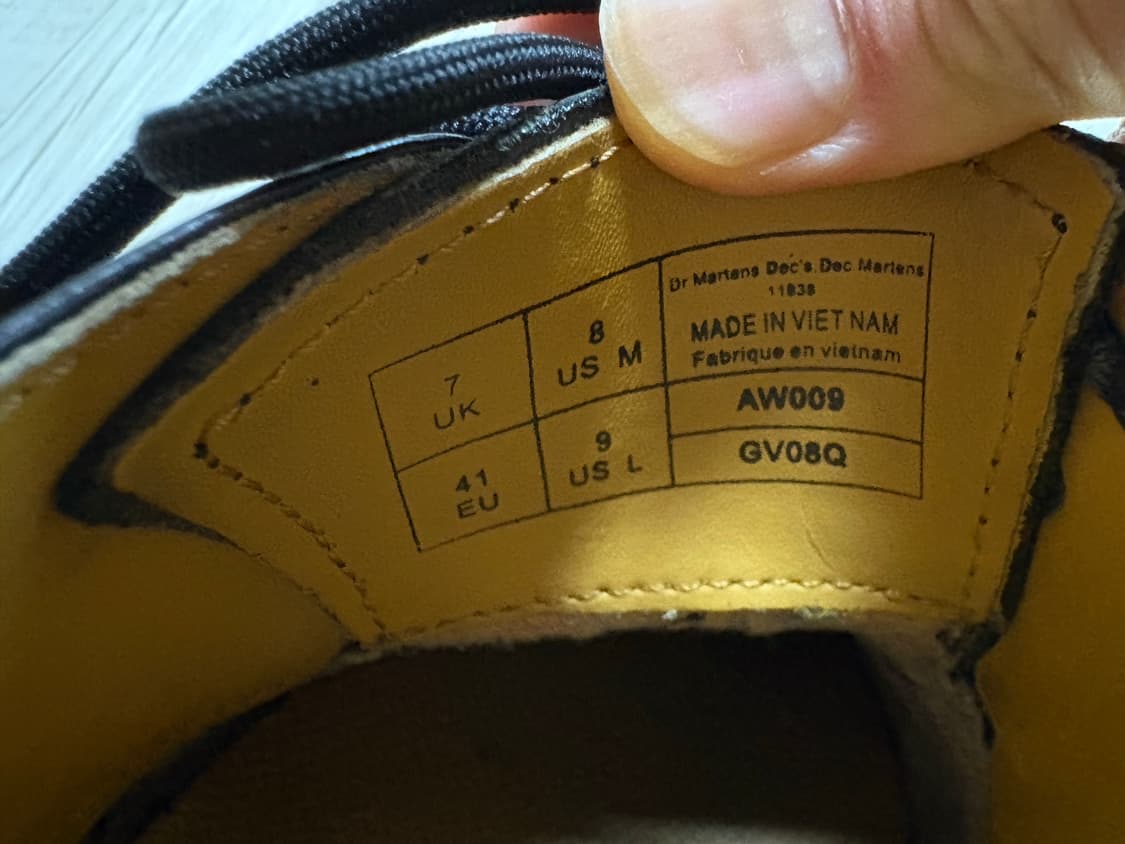 7
UK
8
US M
41
EU
9
US L
Dr Martens Doc's. Doc Martens
11838
MADE IN VIET NAM
Fabrique en vietnam
AW009
GV08Q